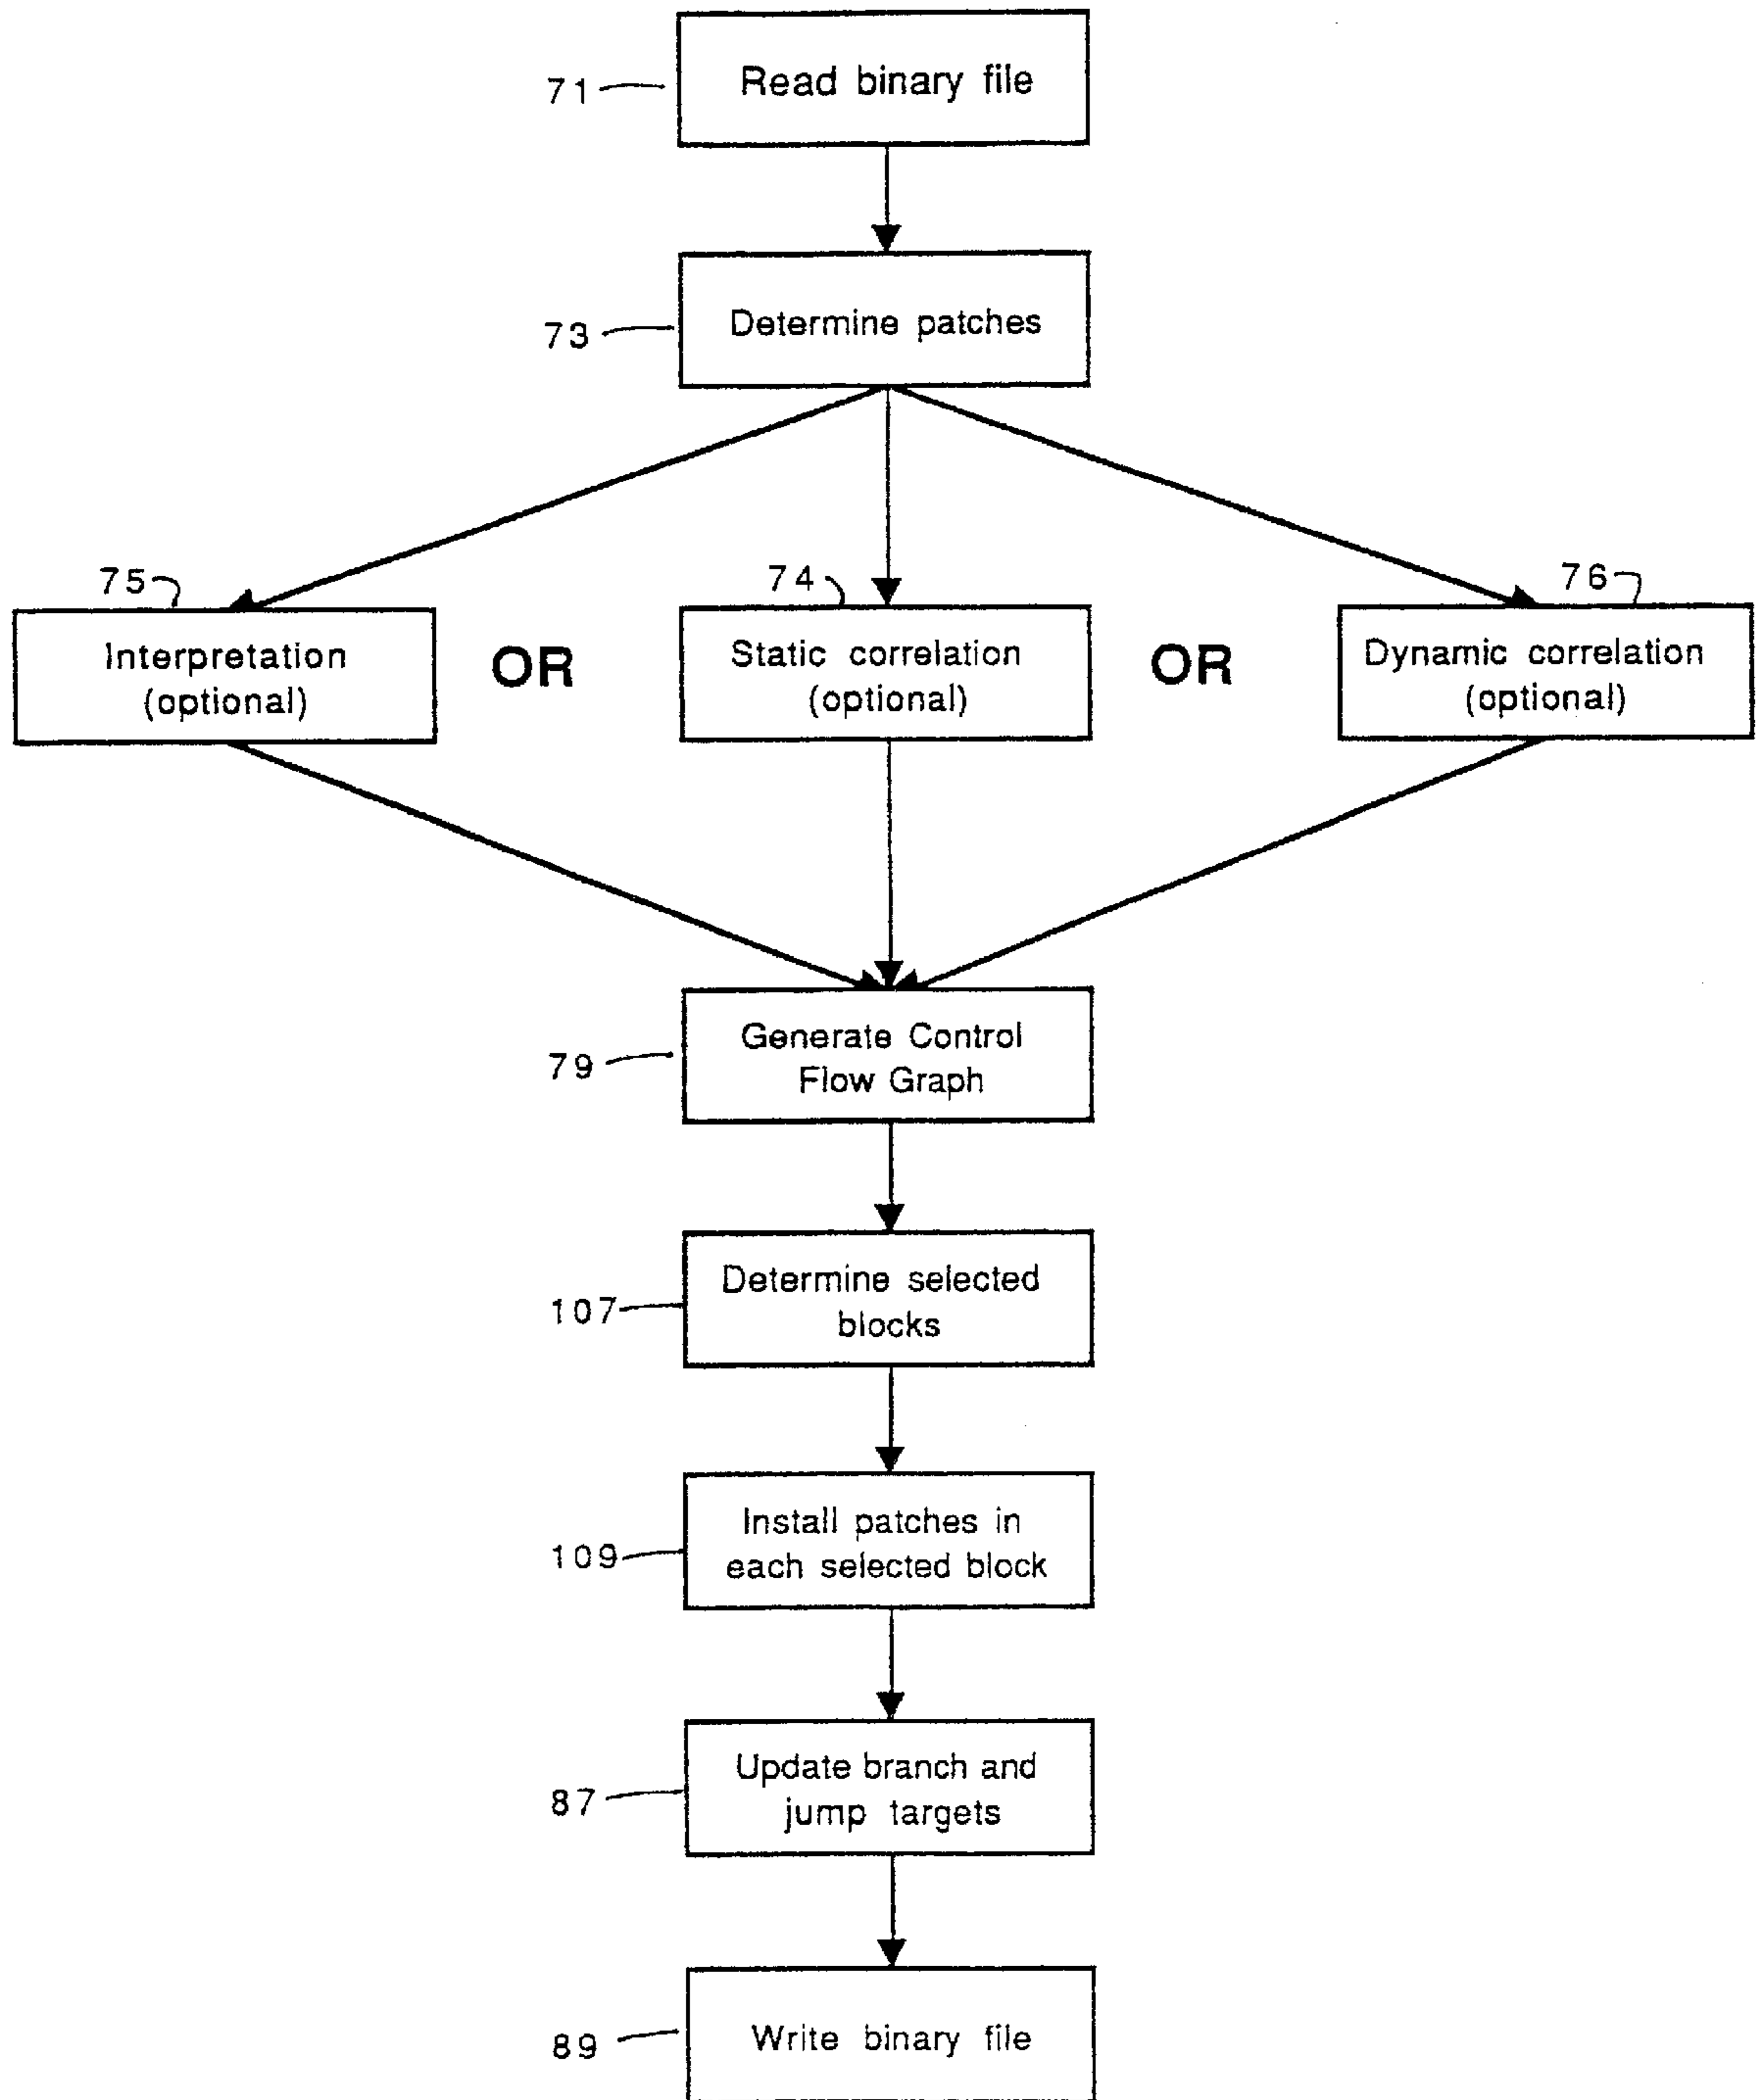 71
Read binary file
73
Determine patches
75
74
76
Interpretation
(optional)
OR
Static correlation
(optional)
OR
Dynamic correlation
(optional)
79
Generate Control
Flow Graph
107
Determine selected
blocks
109
Install patches in
each selected block
87
Update branch and
jump targets
89
Write binary file